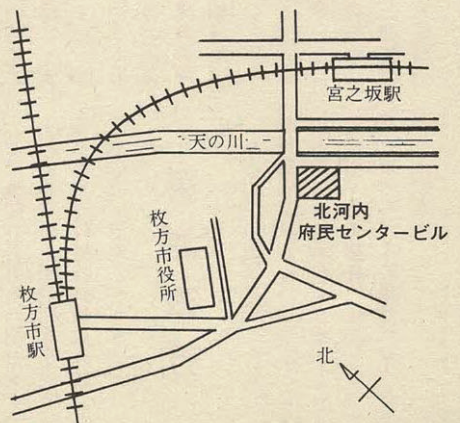 宮之坂駅
天の川
北河内
府民センタービル
枚方市役所
枚方市駅
北